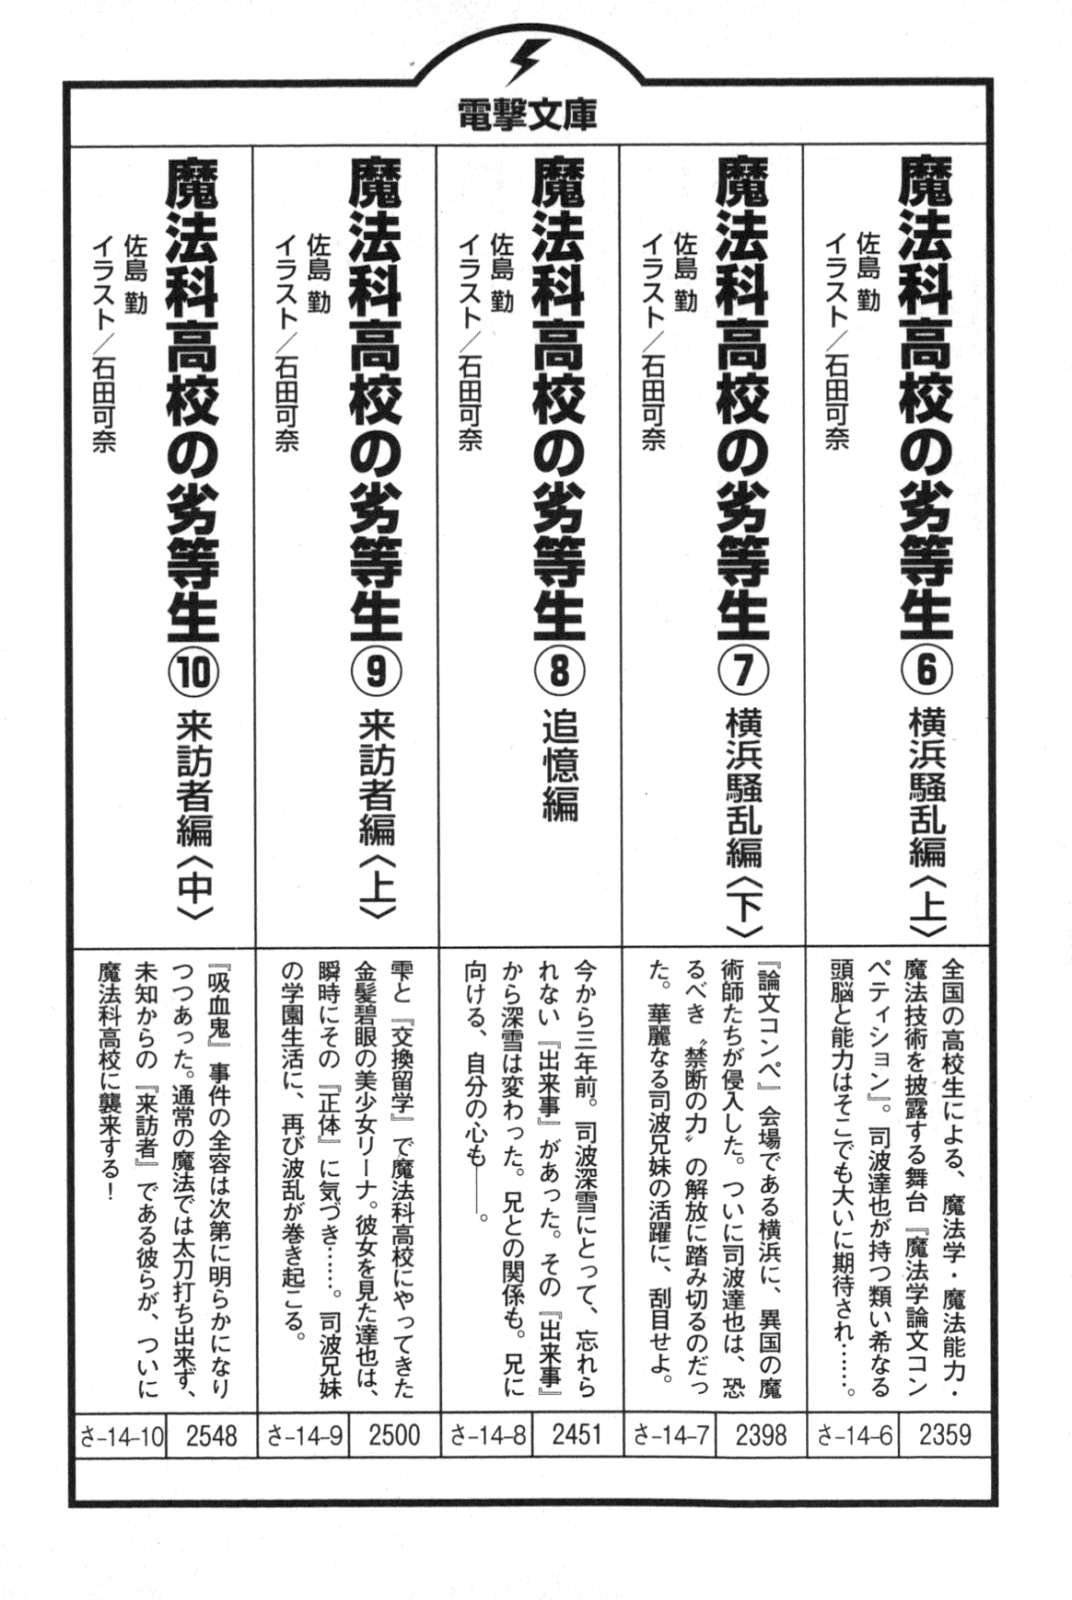 電撃文庫
魔法科高校の劣等生⑥ 横浜騒乱編〈上〉
佐島 勤
イラスト/石田可奈
全国の高校生による、魔法学・魔法能力・
魔法技術を披露する舞台『魔法学論文コン
ペティション』。司波達也が持つ類い希なる
頭脳と能力はそこでも大いに期待され……。
さ-14-6
2359
魔法科高校の劣等生⑦ 横浜騒乱編〈下〉
佐島 勤
イラスト/石田可奈
『論文コンペ』会場である横浜に、異国の魔
術師たちが侵入した。ついに司波達也は、恐
るべき〝禁断の力〟の解放に踏み切るのだっ
た。華麗なる司波兄妹の活躍に、刮目せよ。
さ-14-7
2398
魔法科高校の劣等生⑧ 追憶編
佐島 勤
イラスト/石田可奈
今から三年前。司波深雪にとって、忘れら
れない『出来事』があった。その『出来事』
から深雪は変わった。兄との関係も。兄に
向ける、自分の心も――。
さ-14-8
2451
魔法科高校の劣等生⑨ 来訪者編〈上〉
佐島 勤
イラスト/石田可奈
雫と『交換留学』で魔法科高校にやってきた
金髪碧眼の美少女リーナ。彼女を見た達也は、
瞬時にその『正体』に気づき……。司波兄妹
の学園生活に、再び波乱が巻き起こる。
さ-14-9
2500
魔法科高校の劣等生⑩ 来訪者編〈中〉
佐島 勤
イラスト/石田可奈
『吸血鬼』事件の全容は次第に明らかになり
つつあった。通常の魔法では太刀打ち出来ず、
未知からの『来訪者』である彼らが、ついに
魔法科高校に襲来する!
さ-14-10
2548